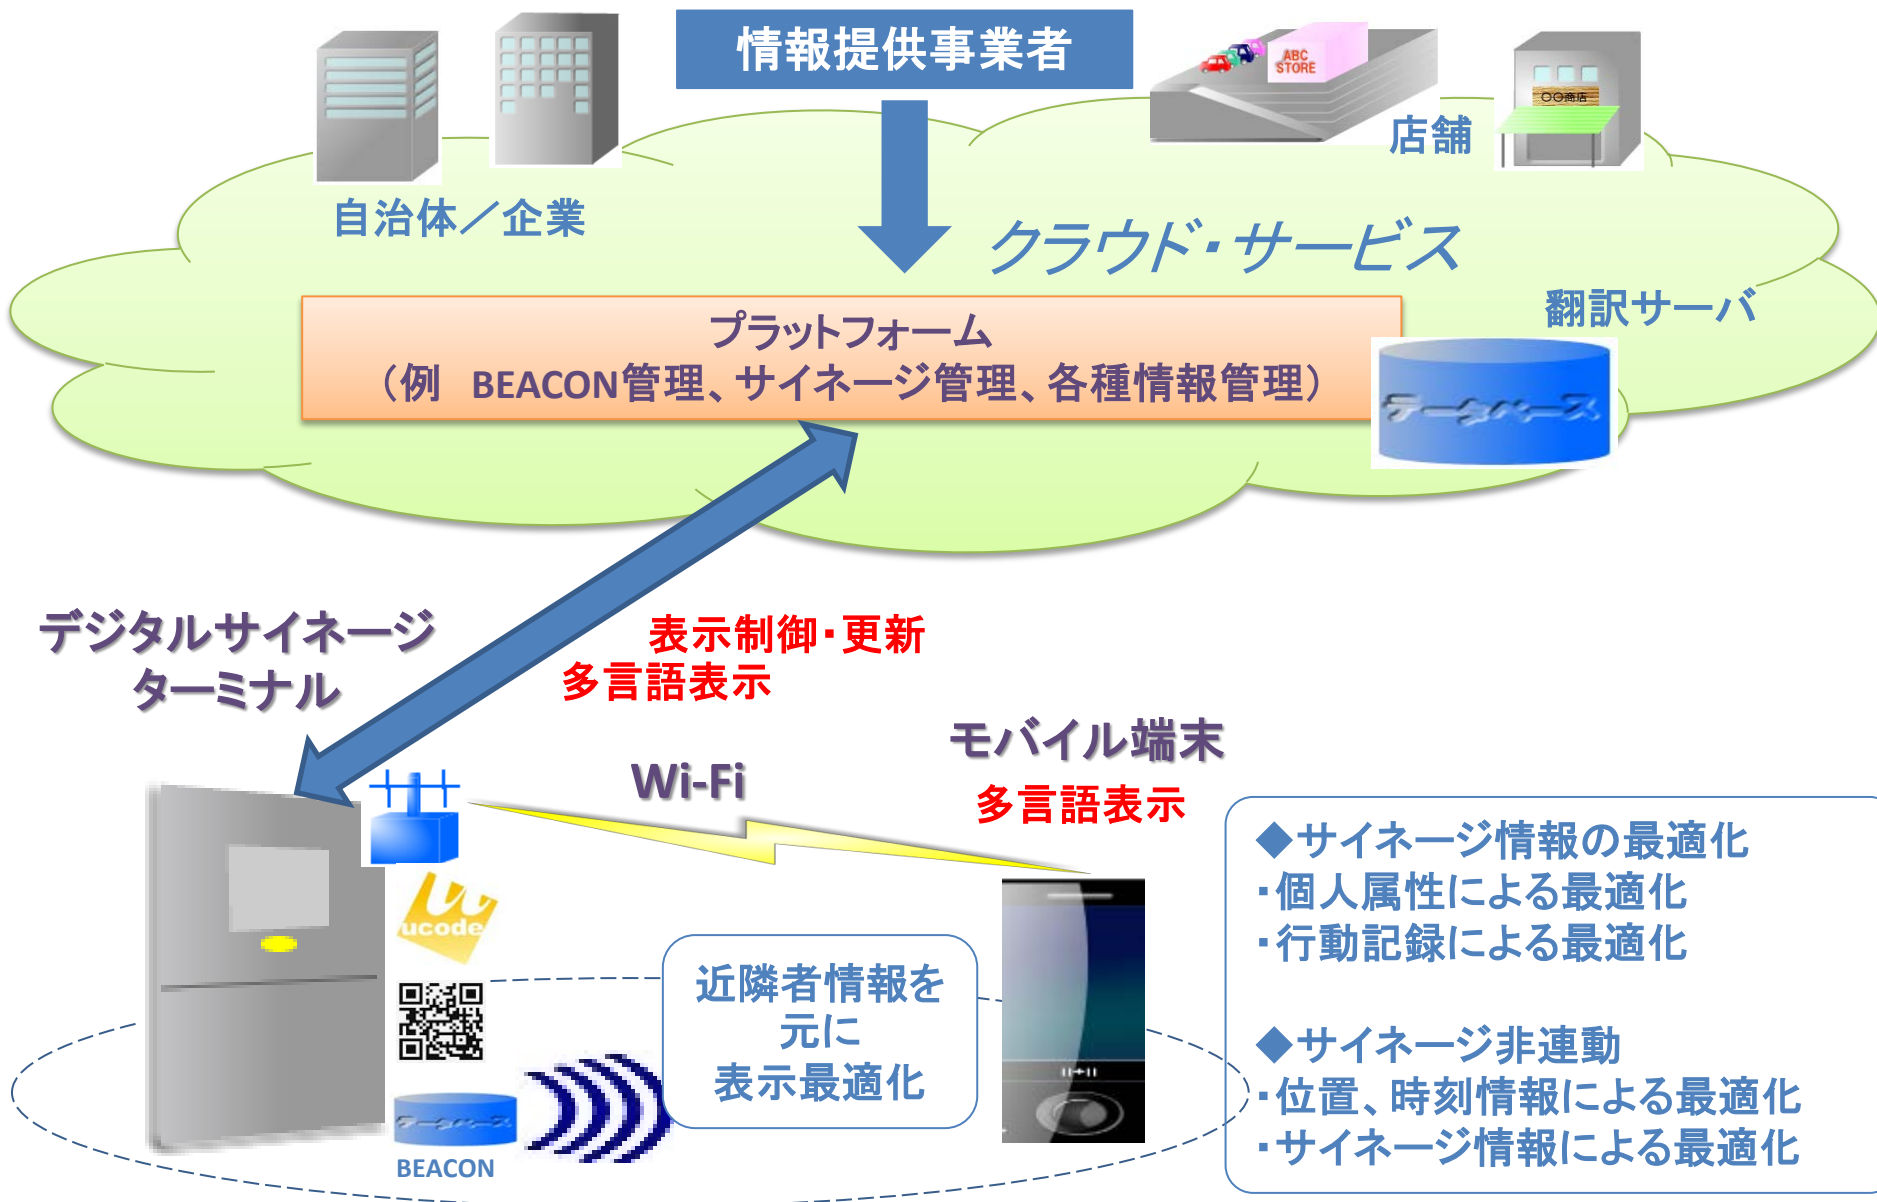 情報提供事業者
ABC
STORE
〇〇商店
店舗
自治体／企業
クラウド・サービス
翻訳サーバ
プラットフォーム
（例　BEACON管理、サイネージ管理、各種情報管理）
データベース
デジタルサイネージ
ターミナル
表示制御・更新
多言語表示
Wi-Fi
モバイル端末
多言語表示
ucode
近隣者情報を
元に
表示最適化
データベース
BEACON
◆サイネージ情報の最適化
・個人属性による最適化
・行動記録による最適化
◆サイネージ非連動
・位置、時刻情報による最適化
・サイネージ情報による最適化